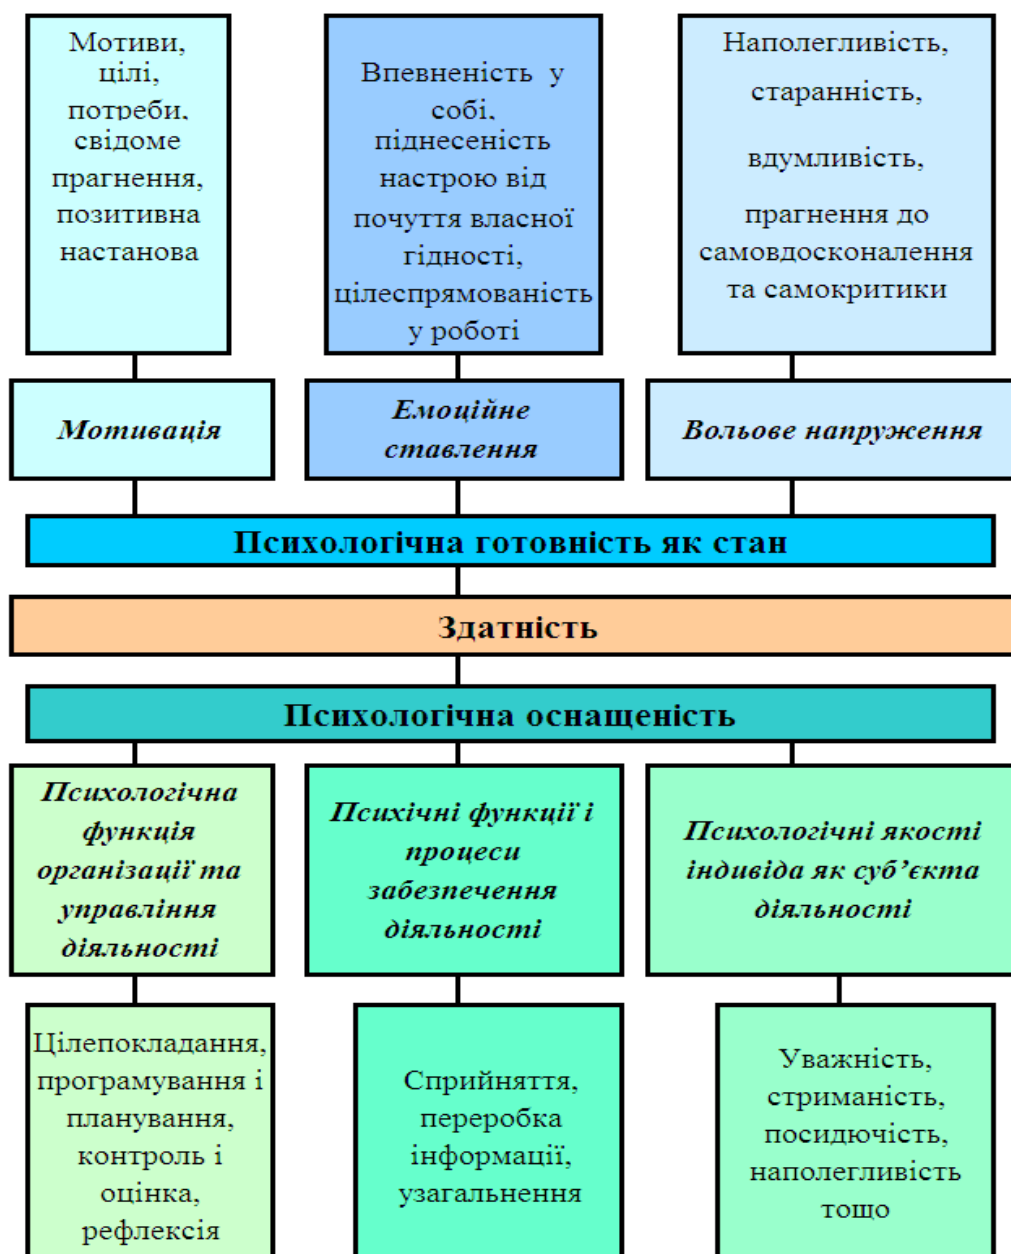 Мотиви,
цілі,
потреби,
свідоме
прагнення,
позитивна
настанова
Впевненість у
собі,
піднесеність
настрою від
почуття власної
гідності,
цілеспрямованість
у роботі
Наполегливість,
старанність,
вдумливість,
прагнення до
самовдосконалення
та самокритики
Мотивація
Емоційне
ставлення
Вольове напруження
Психологічна готовність як стан
Здатність
Психологічна оснащеність
Психологічна
функція
організації та
управління
діяльності
Психічні функції і
процеси
забезпечення
діяльності
Психологічні якості
індивіда як суб’єкта
діяльності
Цілепокладання,
програмування і
планування,
контроль і
оцінка,
рефлексія
Сприйняття,
переробка
інформації,
узагальнення
Уважність,
стриманість,
посидючість,
наполегливість
тощо